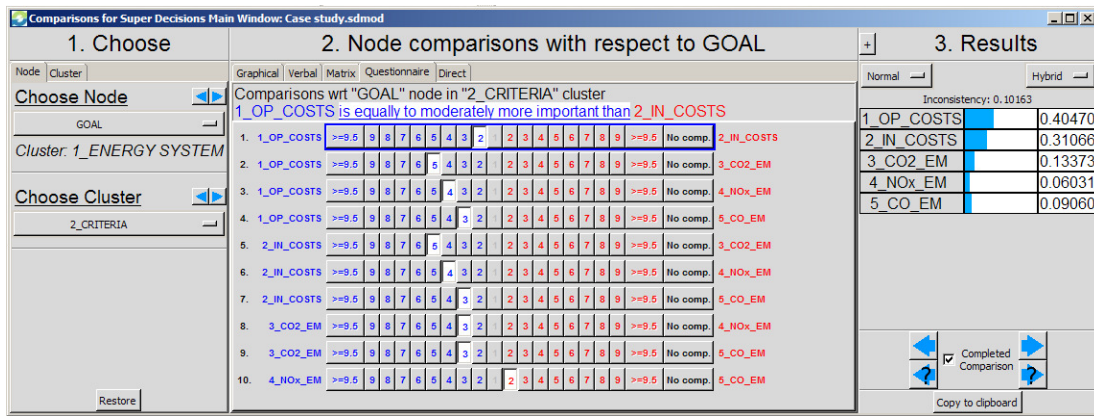 Comparisons for Super Decisions Main Window: Case study.sdmod
1. Choose
2. Node comparisons with respect to GOAL
+ 3. Results
Node Cluster
Graphical Verbal Matrix Questionnaire Direct
Normal Hybrid
Choose Node
GOAL
Cluster: 1_ENERGY SYSTEM
Choose Cluster
2_CRITERIA
Restore
Comparisons wrt "GOAL" node in "2_CRITERIA" cluster
1_OP_COSTS is equally to moderately more important than 2_IN_COSTS
1. 1_OP_COSTS >=9.5 9 8 7 6 5 4 3 2 1 2 3 4 5 6 7 8 9 >=9.5 No comp. 2_IN_COSTS
2. 1_OP_COSTS >=9.5 9 8 7 6 5 4 3 2 1 2 3 4 5 6 7 8 9 >=9.5 No comp. 3_CO2_EM
3. 1_OP_COSTS >=9.5 9 8 7 6 5 4 3 2 1 2 3 4 5 6 7 8 9 >=9.5 No comp. 4_NOx_EM
4. 1_OP_COSTS >=9.5 9 8 7 6 5 4 3 2 1 2 3 4 5 6 7 8 9 >=9.5 No comp. 5_CO_EM
5. 2_IN_COSTS >=9.5 9 8 7 6 5 4 3 2 1 2 3 4 5 6 7 8 9 >=9.5 No comp. 3_CO2_EM
6. 2_IN_COSTS >=9.5 9 8 7 6 5 4 3 2 1 2 3 4 5 6 7 8 9 >=9.5 No comp. 4_NOx_EM
7. 2_IN_COSTS >=9.5 9 8 7 6 5 4 3 2 1 2 3 4 5 6 7 8 9 >=9.5 No comp. 5_CO_EM
8. 3_CO2_EM >=9.5 9 8 7 6 5 4 3 2 1 2 3 4 5 6 7 8 9 >=9.5 No comp. 4_NOx_EM
9. 3_CO2_EM >=9.5 9 8 7 6 5 4 3 2 1 2 3 4 5 6 7 8 9 >=9.5 No comp. 5_CO_EM
10. 4_NOx_EM >=9.5 9 8 7 6 5 4 3 2 1 2 3 4 5 6 7 8 9 >=9.5 No comp. 5_CO_EM
Inconsistency: 0.10163
1_OP_COSTS 0.40470
2_IN_COSTS 0.31066
3_CO2_EM 0.13373
4_NOx_EM 0.06031
5_CO_EM 0.09060
Completed
Comparison
? ?
Copy to clipboard